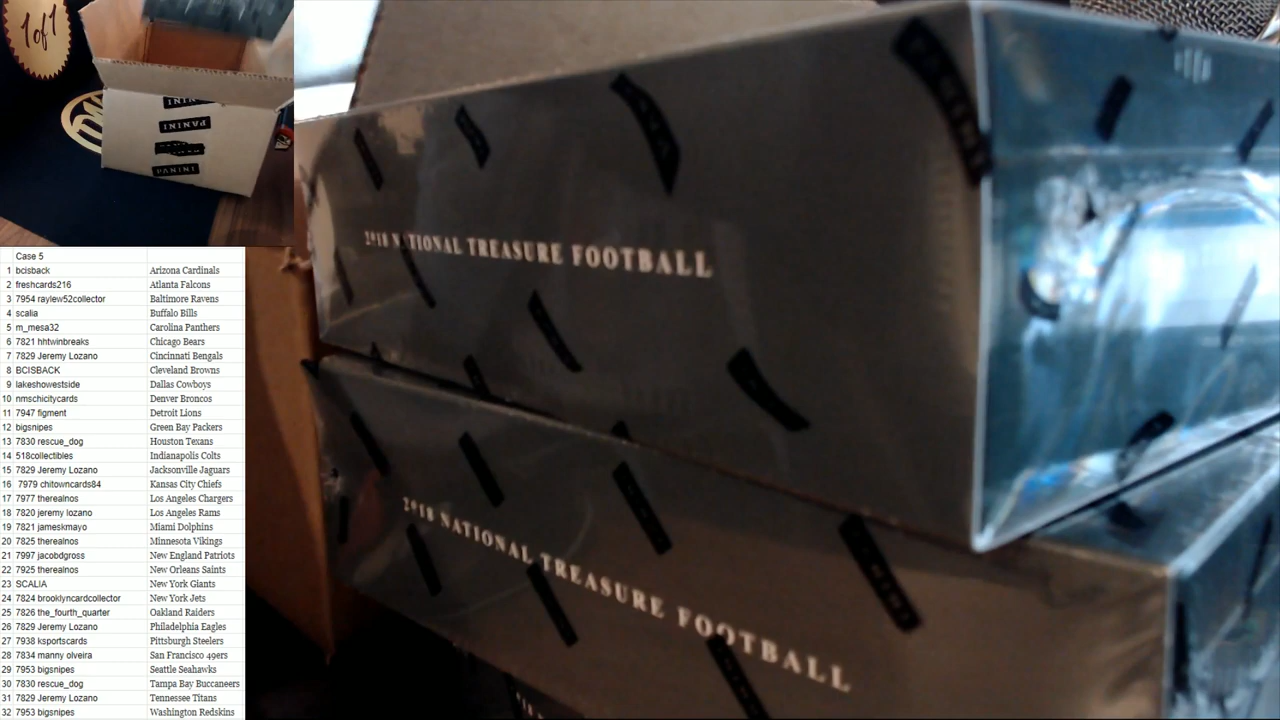 1of1
PANINI
PANINI
PANINI
2018 NATIONAL TREASURE FOOTBALL
2018 NATIONAL TREASURE FOOTBALL
Case 5
1 bcisback Arizona Cardinals
2 freshcards216 Atlanta Falcons
3 7954 raylew52collector Baltimore Ravens
4 scalia Buffalo Bills
5 m_mesa32 Carolina Panthers
6 7821 hhtwinbreaks Chicago Bears
7 7829 Jeremy Lozano Cincinnati Bengals
8 BCISBACK Cleveland Browns
9 lakeshowestside Dallas Cowboys
10 nmschicitycards Denver Broncos
11 7947 figment Detroit Lions
12 bigsnipes Green Bay Packers
13 7830 rescue_dog Houston Texans
14 518collectibles Indianapolis Colts
15 7829 Jeremy Lozano Jacksonville Jaguars
16 7979 chitowncards84 Kansas City Chiefs
17 7977 therealnos Los Angeles Chargers
18 7820 jeremy lozano Los Angeles Rams
19 7821 jameskmayo Miami Dolphins
20 7825 therealnos Minnesota Vikings
21 7997 jacobdgross New England Patriots
22 7925 therealnos New Orleans Saints
23 SCALIA New York Giants
24 7824 brooklyncardcollector New York Jets
25 7826 the_fourth_quarter Oakland Raiders
26 7829 Jeremy Lozano Philadelphia Eagles
27 7938 ksportscards Pittsburgh Steelers
28 7834 manny olveira San Francisco 49ers
29 7953 bigsnipes Seattle Seahawks
30 7830 rescue_dog Tampa Bay Buccaneers
31 7829 Jeremy Lozano Tennessee Titans
32 7953 bigsnipes Washington Redskins